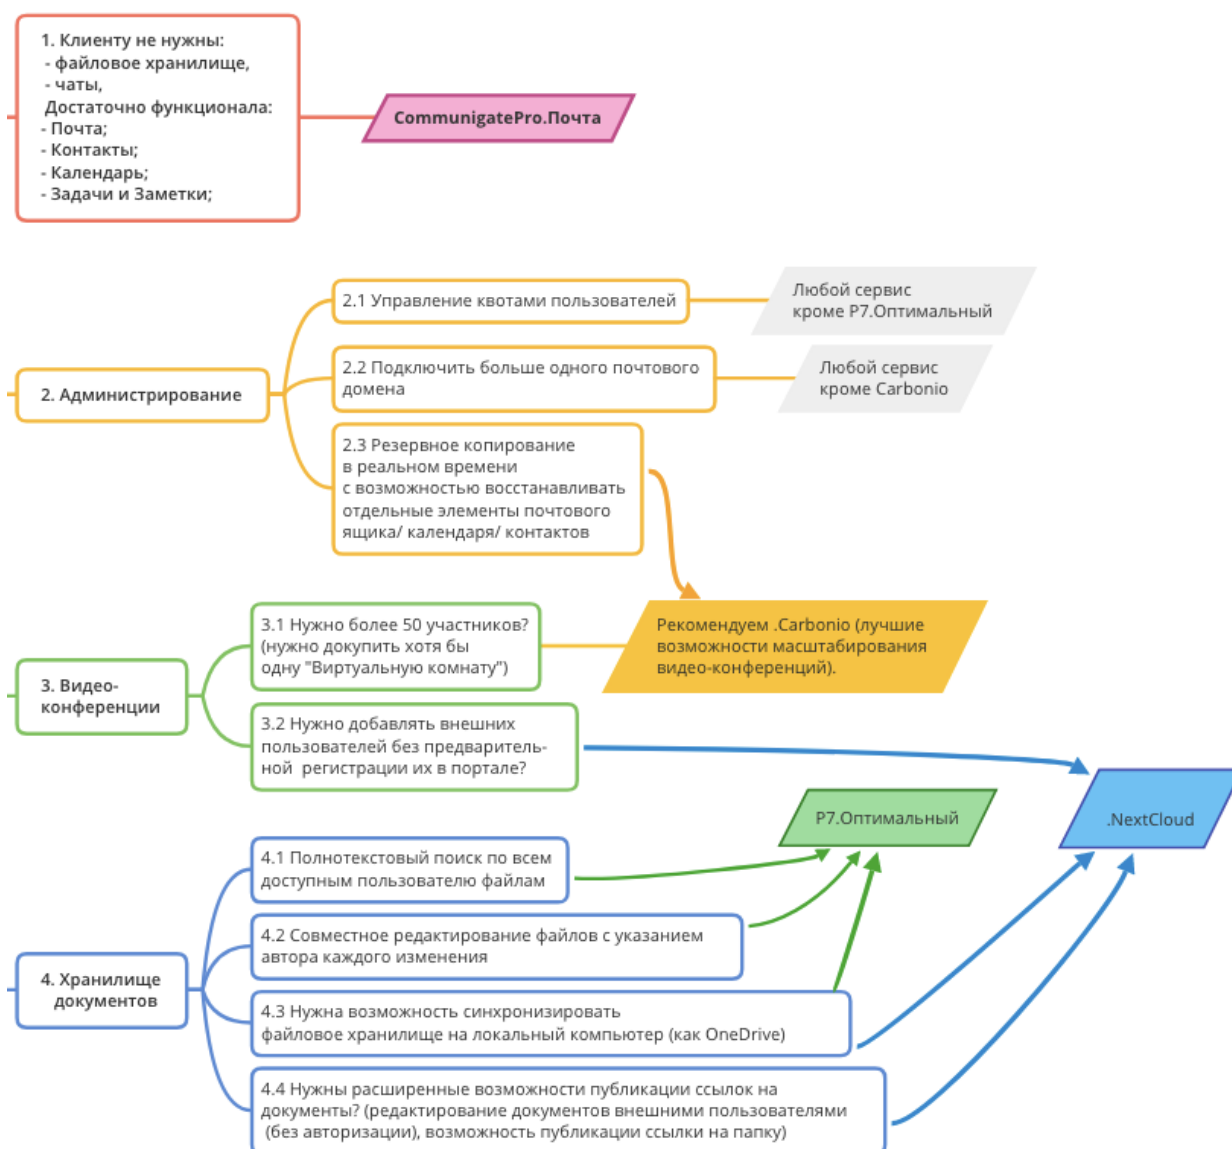 1. Клиенту не нужны:
- файловое хранилище,
- чаты,
Достаточно функционала:
- Почта;
- Контакты;
- Календарь;
- Задачи и Заметки;
CommunigatePro.Почта
2. Администрирование
2.1 Управление квотами пользователей
Любой сервис
кроме Р7.Оптимальный
2.2 Подключить больше одного почтового
домена
Любой сервис
кроме Carbonio
2.3 Резервное копирование
в реальном времени
с возможностью восстанавливать
отдельные элементы почтового
ящика/ календаря/ контактов
3. Видео-
конференции
3.1 Нужно более 50 участников?
(нужно докупить хотя бы
одну "Виртуальную комнату")
Рекомендуем .Carbonio (лучшие
возможности масштабирования
видео-конференций).
3.2 Нужно добавлять внешних
пользователей без предваритель-
ной  регистрации их в портале?
Р7.Оптимальный
.NextCloud
4. Хранилище
документов
4.1 Полнотекстовый поиск по всем
доступным пользователю файлам
4.2 Совместное редактирование файлов с указанием
автора каждого изменения
4.3 Нужна возможность синхронизировать
файловое хранилище на локальный компьютер (как OneDrive)
4.4 Нужны расширенные возможности публикации ссылок на
документы? (редактирование документов внешними пользователями
(без авторизации), возможность публикации ссылки на папку)